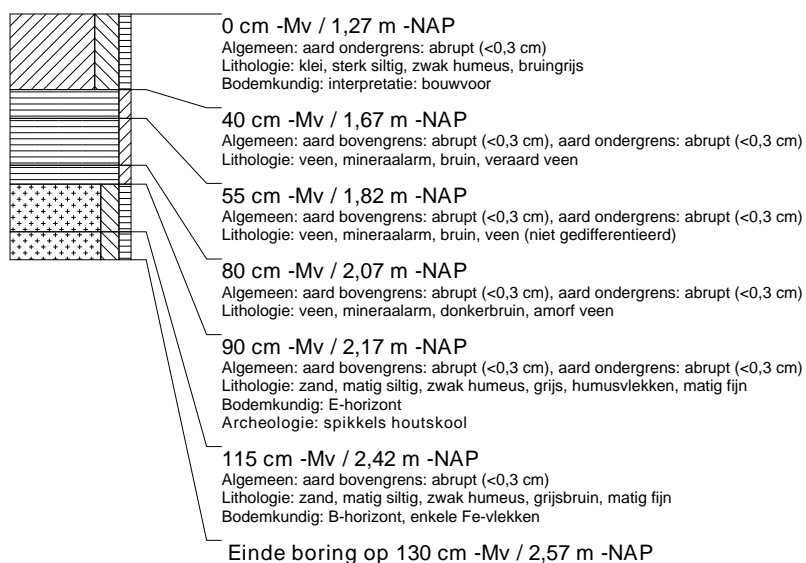 0 cm -Mv / 1,27 m -NAP
Algemeen: aard ondergrens: abrupt (<0,3 cm)
Lithologie: klei, sterk siltig, zwak humeus, bruingrijs
Bodemkundig: interpretatie: bouwvoor
40 cm -Mv / 1,67 m -NAP
Algemeen: aard bovengrens: abrupt (<0,3 cm), aard ondergrens: abrupt (<0,3 cm)
Lithologie: veen, mineraalarm, bruin, veraard veen
55 cm -Mv / 1,82 m -NAP
Algemeen: aard bovengrens: abrupt (<0,3 cm), aard ondergrens: abrupt (<0,3 cm)
Lithologie: veen, mineraalarm, bruin, veen (niet gedifferentieerd)
80 cm -Mv / 2,07 m -NAP
Algemeen: aard bovengrens: abrupt (<0,3 cm), aard ondergrens: abrupt (<0,3 cm)
Lithologie: veen, mineraalarm, donkerbruin, amorf veen
90 cm -Mv / 2,17 m -NAP
Algemeen: aard bovengrens: abrupt (<0,3 cm), aard ondergrens: abrupt (<0,3 cm)
Lithologie: zand, matig siltig, zwak humeus, grijs, humusvlekken, matig fijn
Bodemkundig: E-horizont
Archeologie: spikkels houtskool
115 cm -Mv / 2,42 m -NAP
Algemeen: aard bovengrens: abrupt (<0,3 cm)
Lithologie: zand, matig siltig, zwak humeus, grijsbruin, matig fijn
Bodemkundig: B-horizont, enkele Fe-vlekken
Einde boring op 130 cm -Mv / 2,57 m -NAP